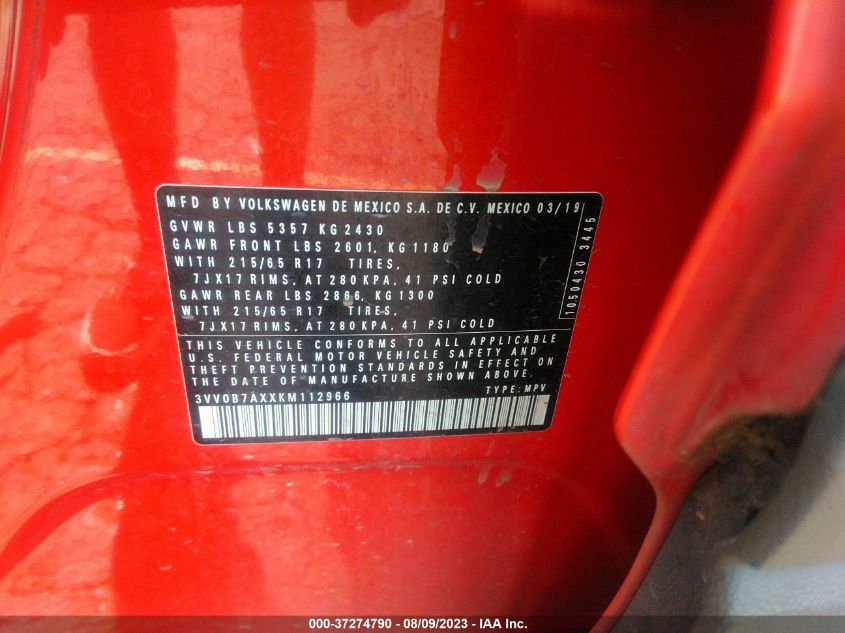 MFD BY VOLKSWAGEN DE MEXICO S.A. DE C.V. MEXICO 03/19
GVWR LBS 5357 KG 2430
GAWR FRONT LBS 2601, KG 1180
WITH 215/65 R17 TIRES,
7JX17 RIMS, AT 280 KPA, 41 PSI COLD
GAWR REAR LBS 2866, KG 1300
WITH 215/65 R17 TIRES,
7JX17 RIMS, AT 280 KPA, 41 PSI COLD
1050430 3445
THIS VEHICLE CONFORMS TO ALL APPLICABLE
U.S. FEDERAL MOTOR VEHICLE SAFETY AND
THEFT PREVENTION STANDARDS IN EFFECT ON
THE DATE OF MANUFACTURE SHOWN ABOVE.
3VV0B7AXXKM112966 TYPE: MPV
000-37274790 - 08/09/2023 - IAA Inc.